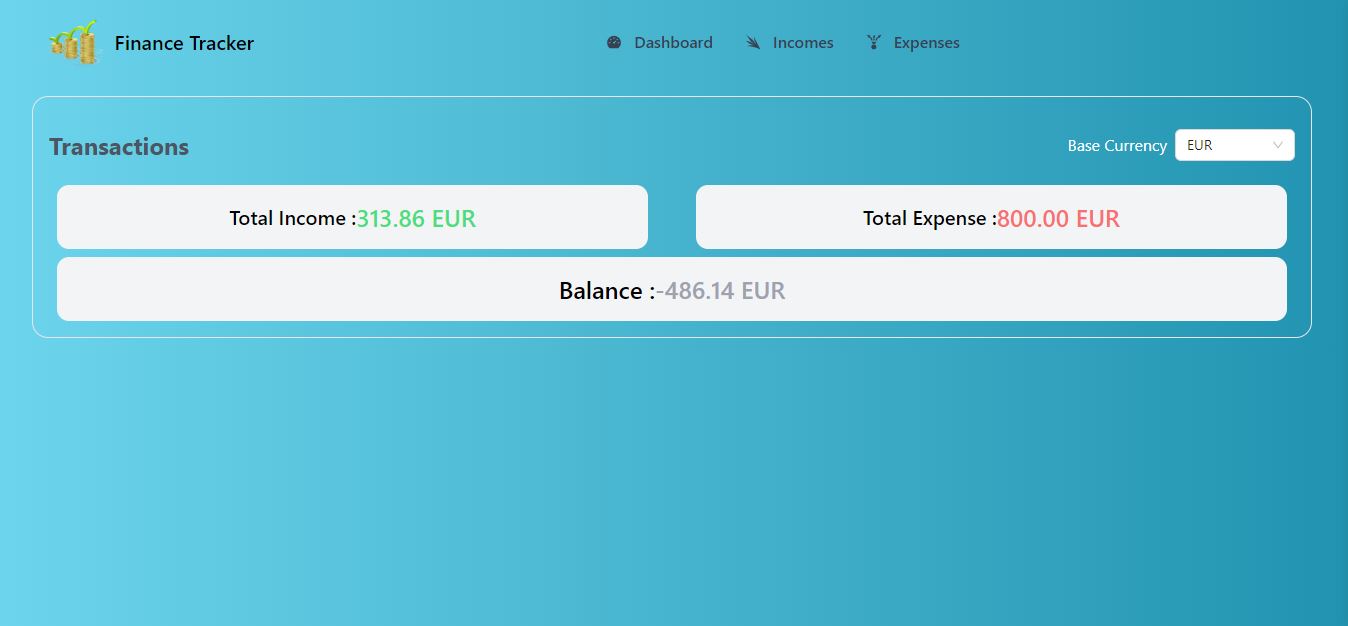 Finance Tracker
Dashboard
Incomes
Expenses
Transactions
Base Currency EUR
Total Income :313.86 EUR
Total Expense :800.00 EUR
Balance :-486.14 EUR